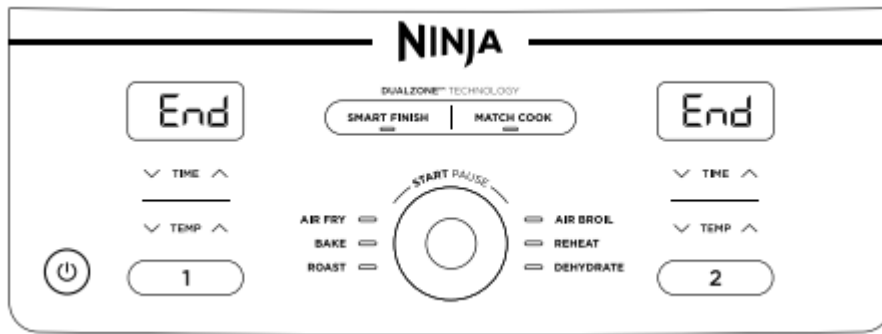 NINJA
DUALZONE™ TECHNOLOGY
End
SMART FINISH
MATCH COOK
End
TIME
START PAUSE
TIME
TEMP
AIR FRY
BAKE
ROAST
AIR BROIL
REHEAT
DEHYDRATE
TEMP
1
2